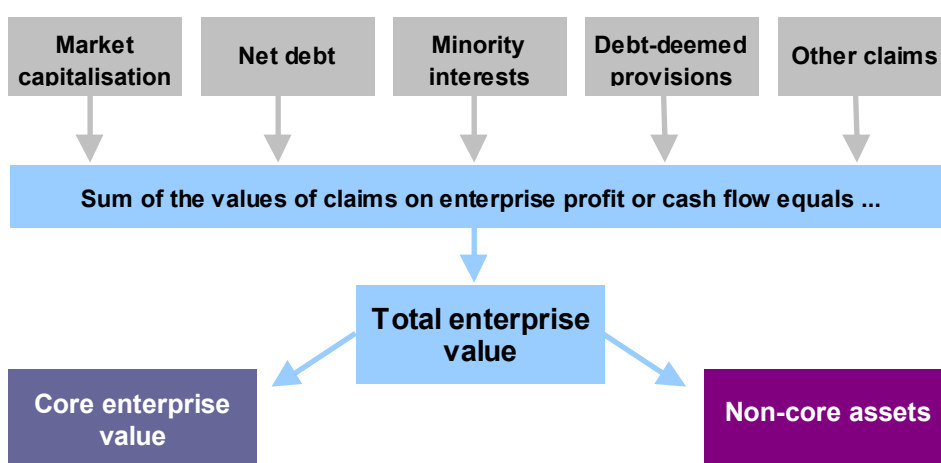 Market
capitalisation
Net debt
Minority
interests
Debt-deemed
provisions
Other claims
Sum of the values of claims on enterprise profit or cash flow equals ...
Total enterprise
value
Core enterprise
value
Non-core assets